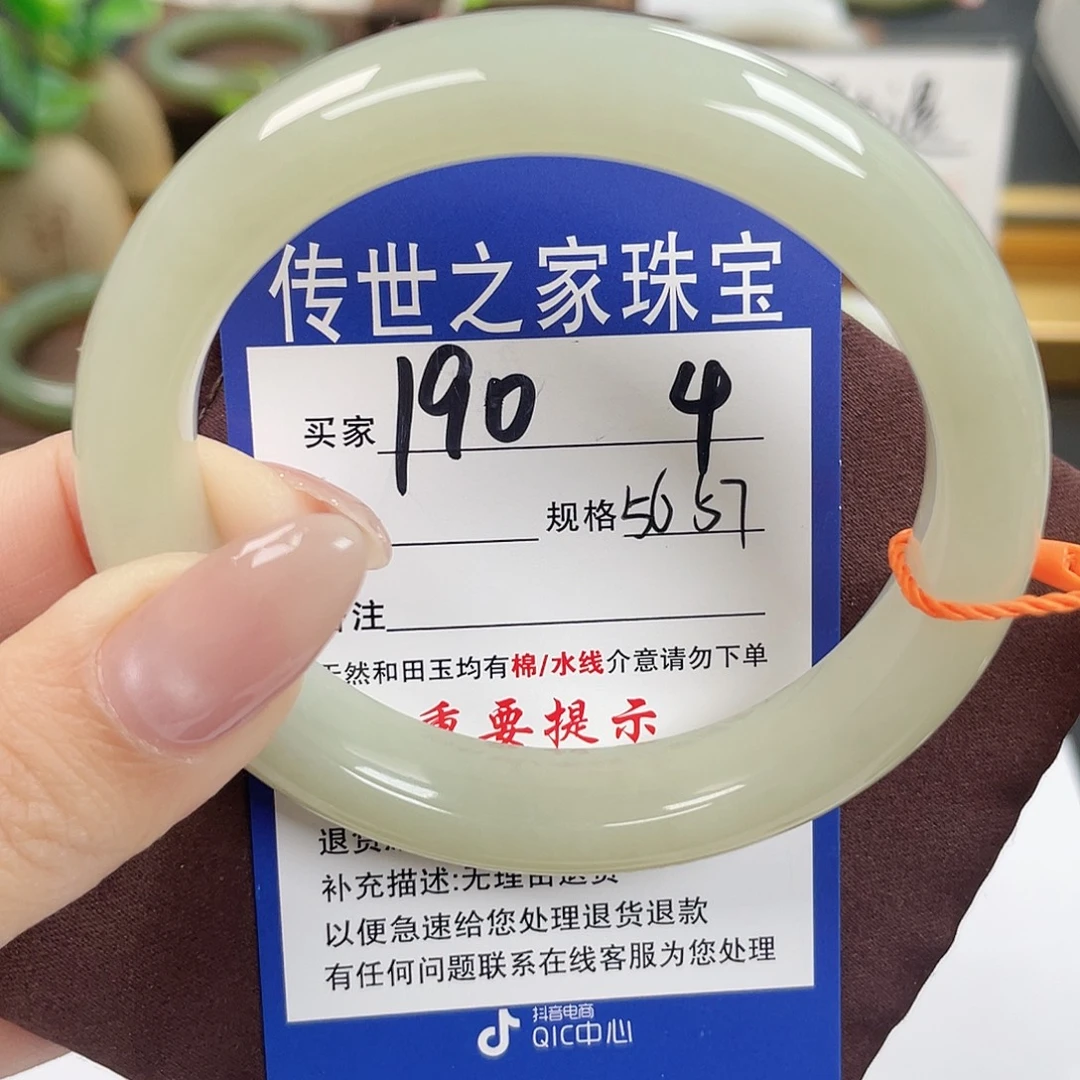 传世之家珠宝
买家 190 4
规格 56 57
注
然和田玉均有棉/水线介意请勿下单
重要提示
退货
补充描述:无理由退货
以便急速给您处理退货退款
有任何问题联系在线客服为您处理
抖音电商
QIC中心